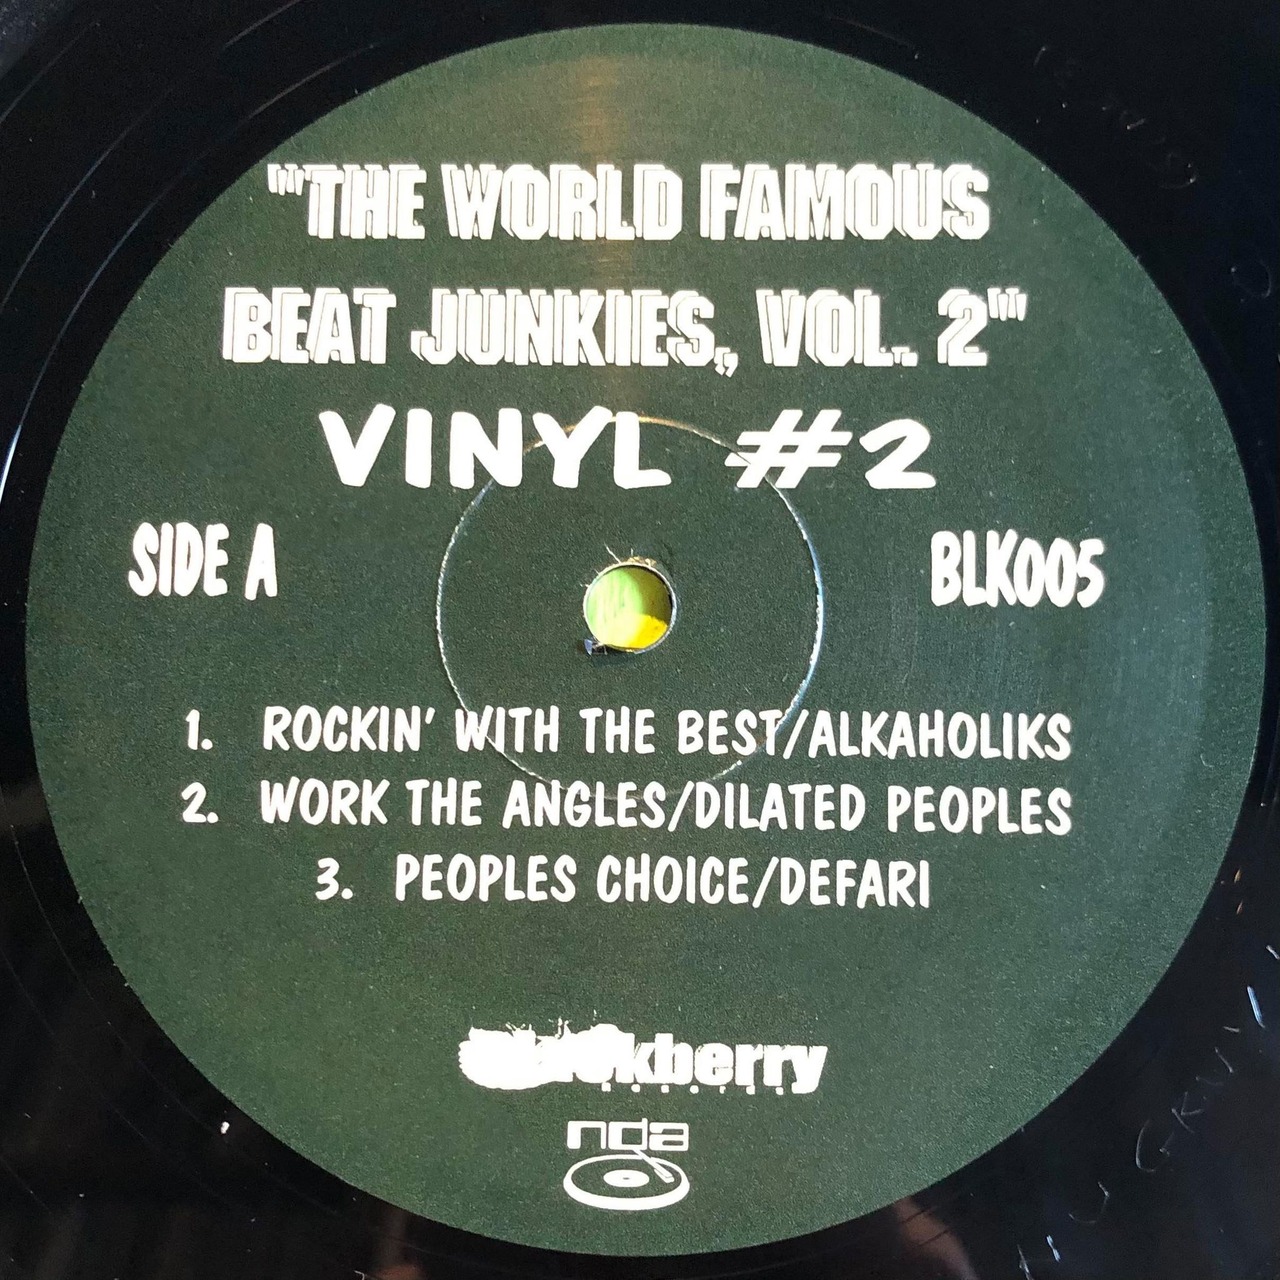 "THE WORLD FAMOUS
BEAT JUNKIES, VOL. 2"
VINYL #2
SIDE A
BLK005
1. ROCKIN' WITH THE BEST/ALKAHOLIKS
2. WORK THE ANGLES/DILATED PEOPLES
3. PEOPLES CHOICE/DEFARI
blackberry
nda